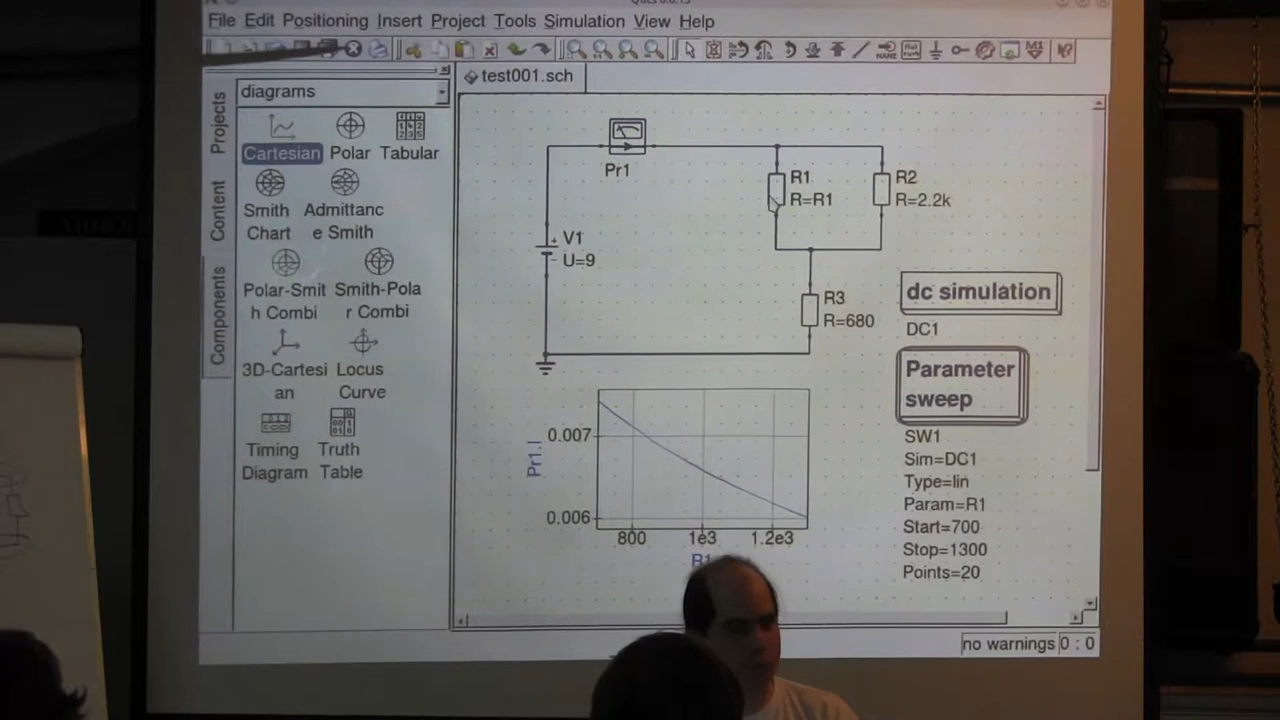 File Edit Positioning Insert Project Tools Simulation View Help
test001.sch
Projects
Content
Components
diagrams
Cartesian Polar Tabular
Smith Chart
Admittanc e Smith
Polar-Smit h Combi
Smith-Pola r Combi
3D-Cartesi an
Locus Curve
Timing Diagram
Truth Table
Pr1
R1
R=R1
R2
R=2.2k
V1
U=9
R3
R=680
dc simulation
DC1
Parameter
sweep
SW1
Sim=DC1
Type=lin
Param=R1
Start=700
Stop=1300
Points=20
Pr1.I
0.007
0.006
800 1e3 1.2e3
no warnings 0 : 0